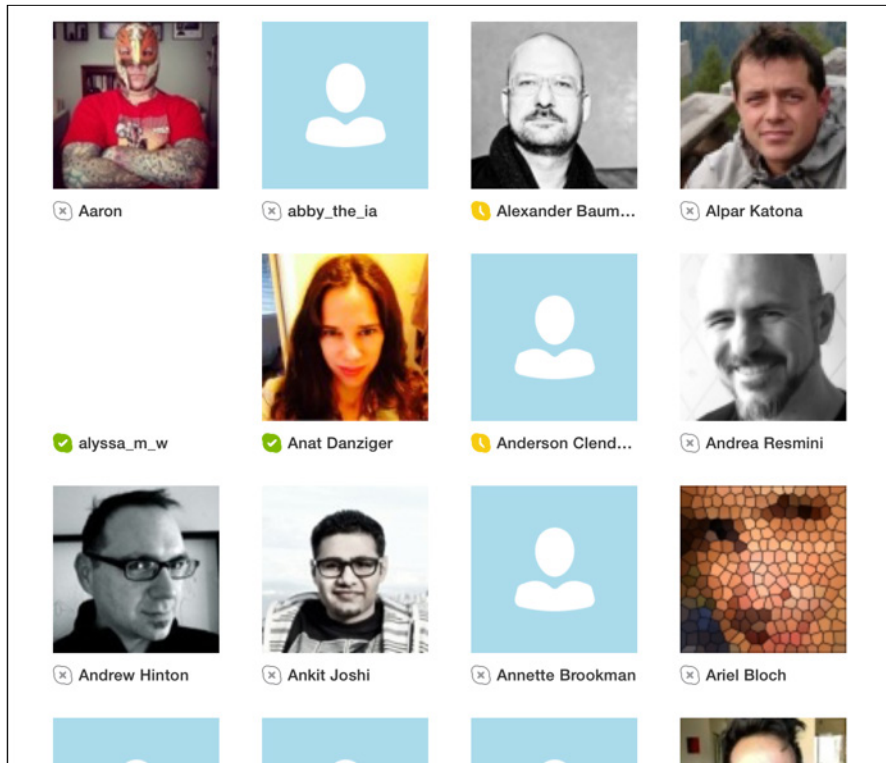 Aaron
abby_the_ia
Alexander Baum...
Alpar Katona
alyssa_m_w
Anat Danziger
Anderson Clend...
Andrea Resmini
Andrew Hinton
Ankit Joshi
Annette Brookman
Ariel Bloch